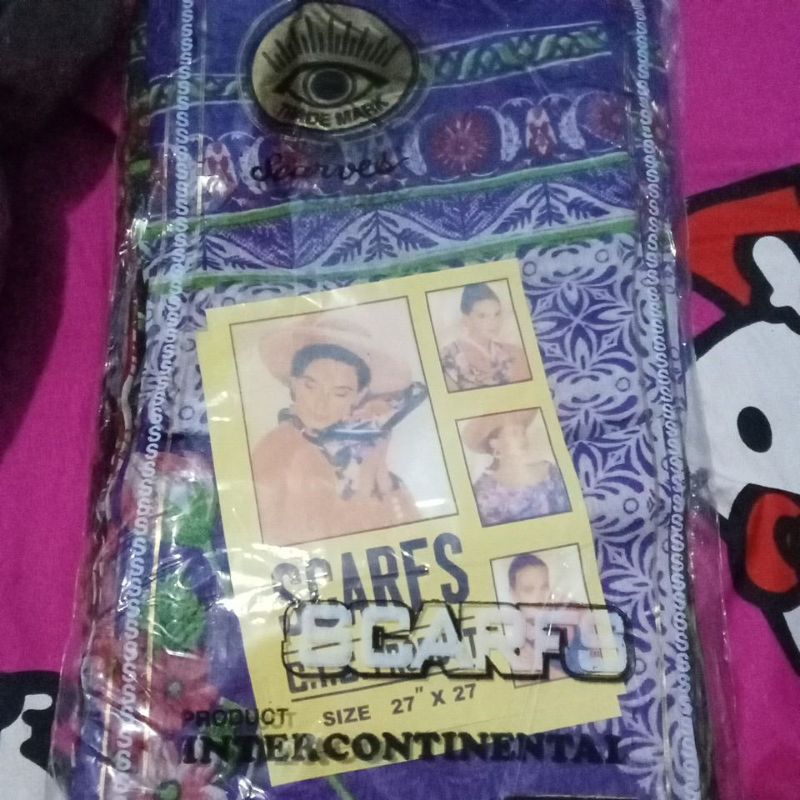 TRADE MARK
Scarves
SCARFS
SCARFS
SIZE 27" X 27
PRODUCT
INTERCONTINENTAL